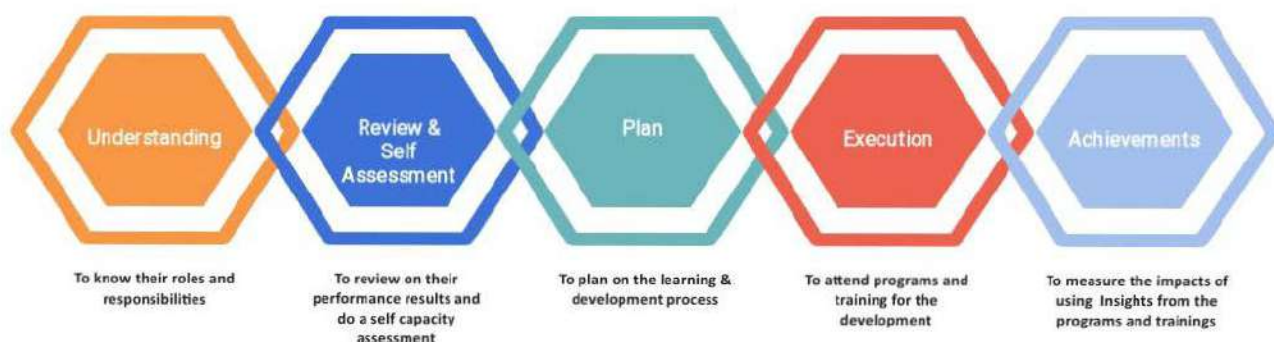 Understanding
Review &
Self
Assessment
Plan
Execution
Achievements
To know their roles and
responsibilities
To review on their
performance results and
do a self capacity
assessment
To plan on the learning &
development process
To attend programs and
training for the
development
To measure the impacts of
using Insights from the
programs and trainings